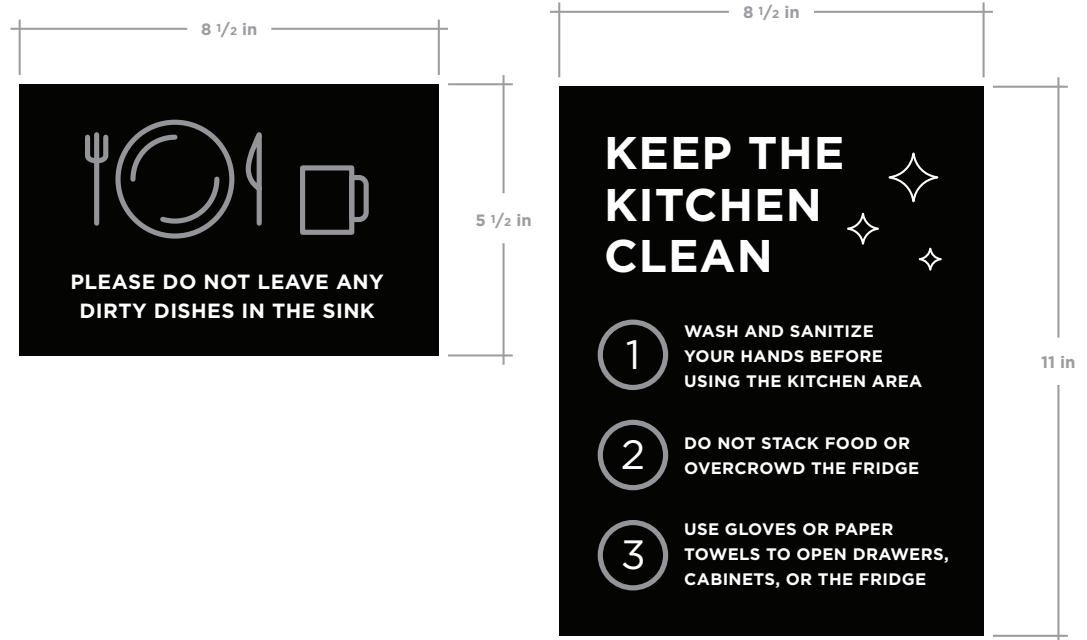 8 1/2 in
5 1/2 in
PLEASE DO NOT LEAVE ANY
DIRTY DISHES IN THE SINK
8 1/2 in
11 in
KEEP THE
KITCHEN
CLEAN
1
WASH AND SANITIZE
YOUR HANDS BEFORE
USING THE KITCHEN AREA
2
DO NOT STACK FOOD OR
OVERCROWD THE FRIDGE
3
USE GLOVES OR PAPER
TOWELS TO OPEN DRAWERS,
CABINETS, OR THE FRIDGE